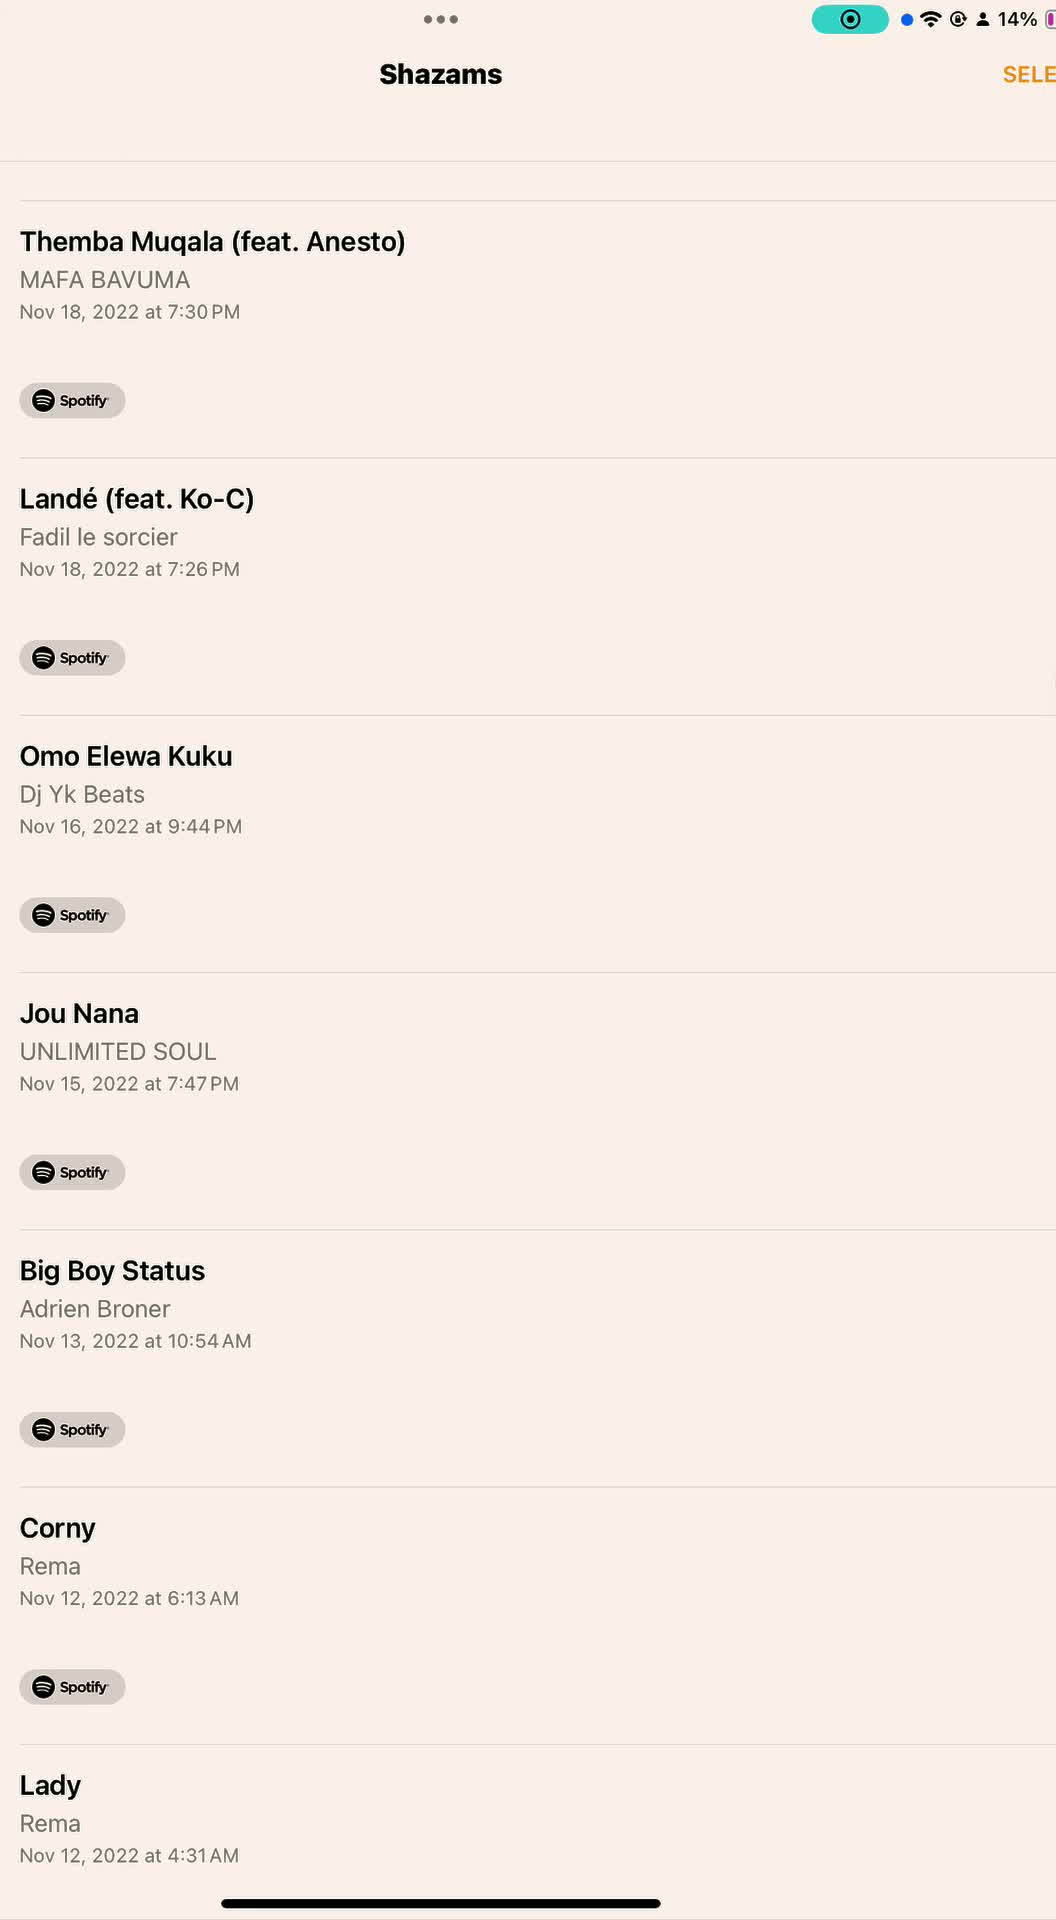 14%
Shazams
SELE
Themba Muqala (feat. Anesto)
MAFA BAVUMA
Nov 18, 2022 at 7:30 PM
Spotify
Landé (feat. Ko-C)
Fadil le sorcier
Nov 18, 2022 at 7:26 PM
Spotify
Omo Elewa Kuku
Dj Yk Beats
Nov 16, 2022 at 9:44 PM
Spotify
Jou Nana
UNLIMITED SOUL
Nov 15, 2022 at 7:47 PM
Spotify
Big Boy Status
Adrien Broner
Nov 13, 2022 at 10:54 AM
Spotify
Corny
Rema
Nov 12, 2022 at 6:13 AM
Spotify
Lady
Rema
Nov 12, 2022 at 4:31 AM